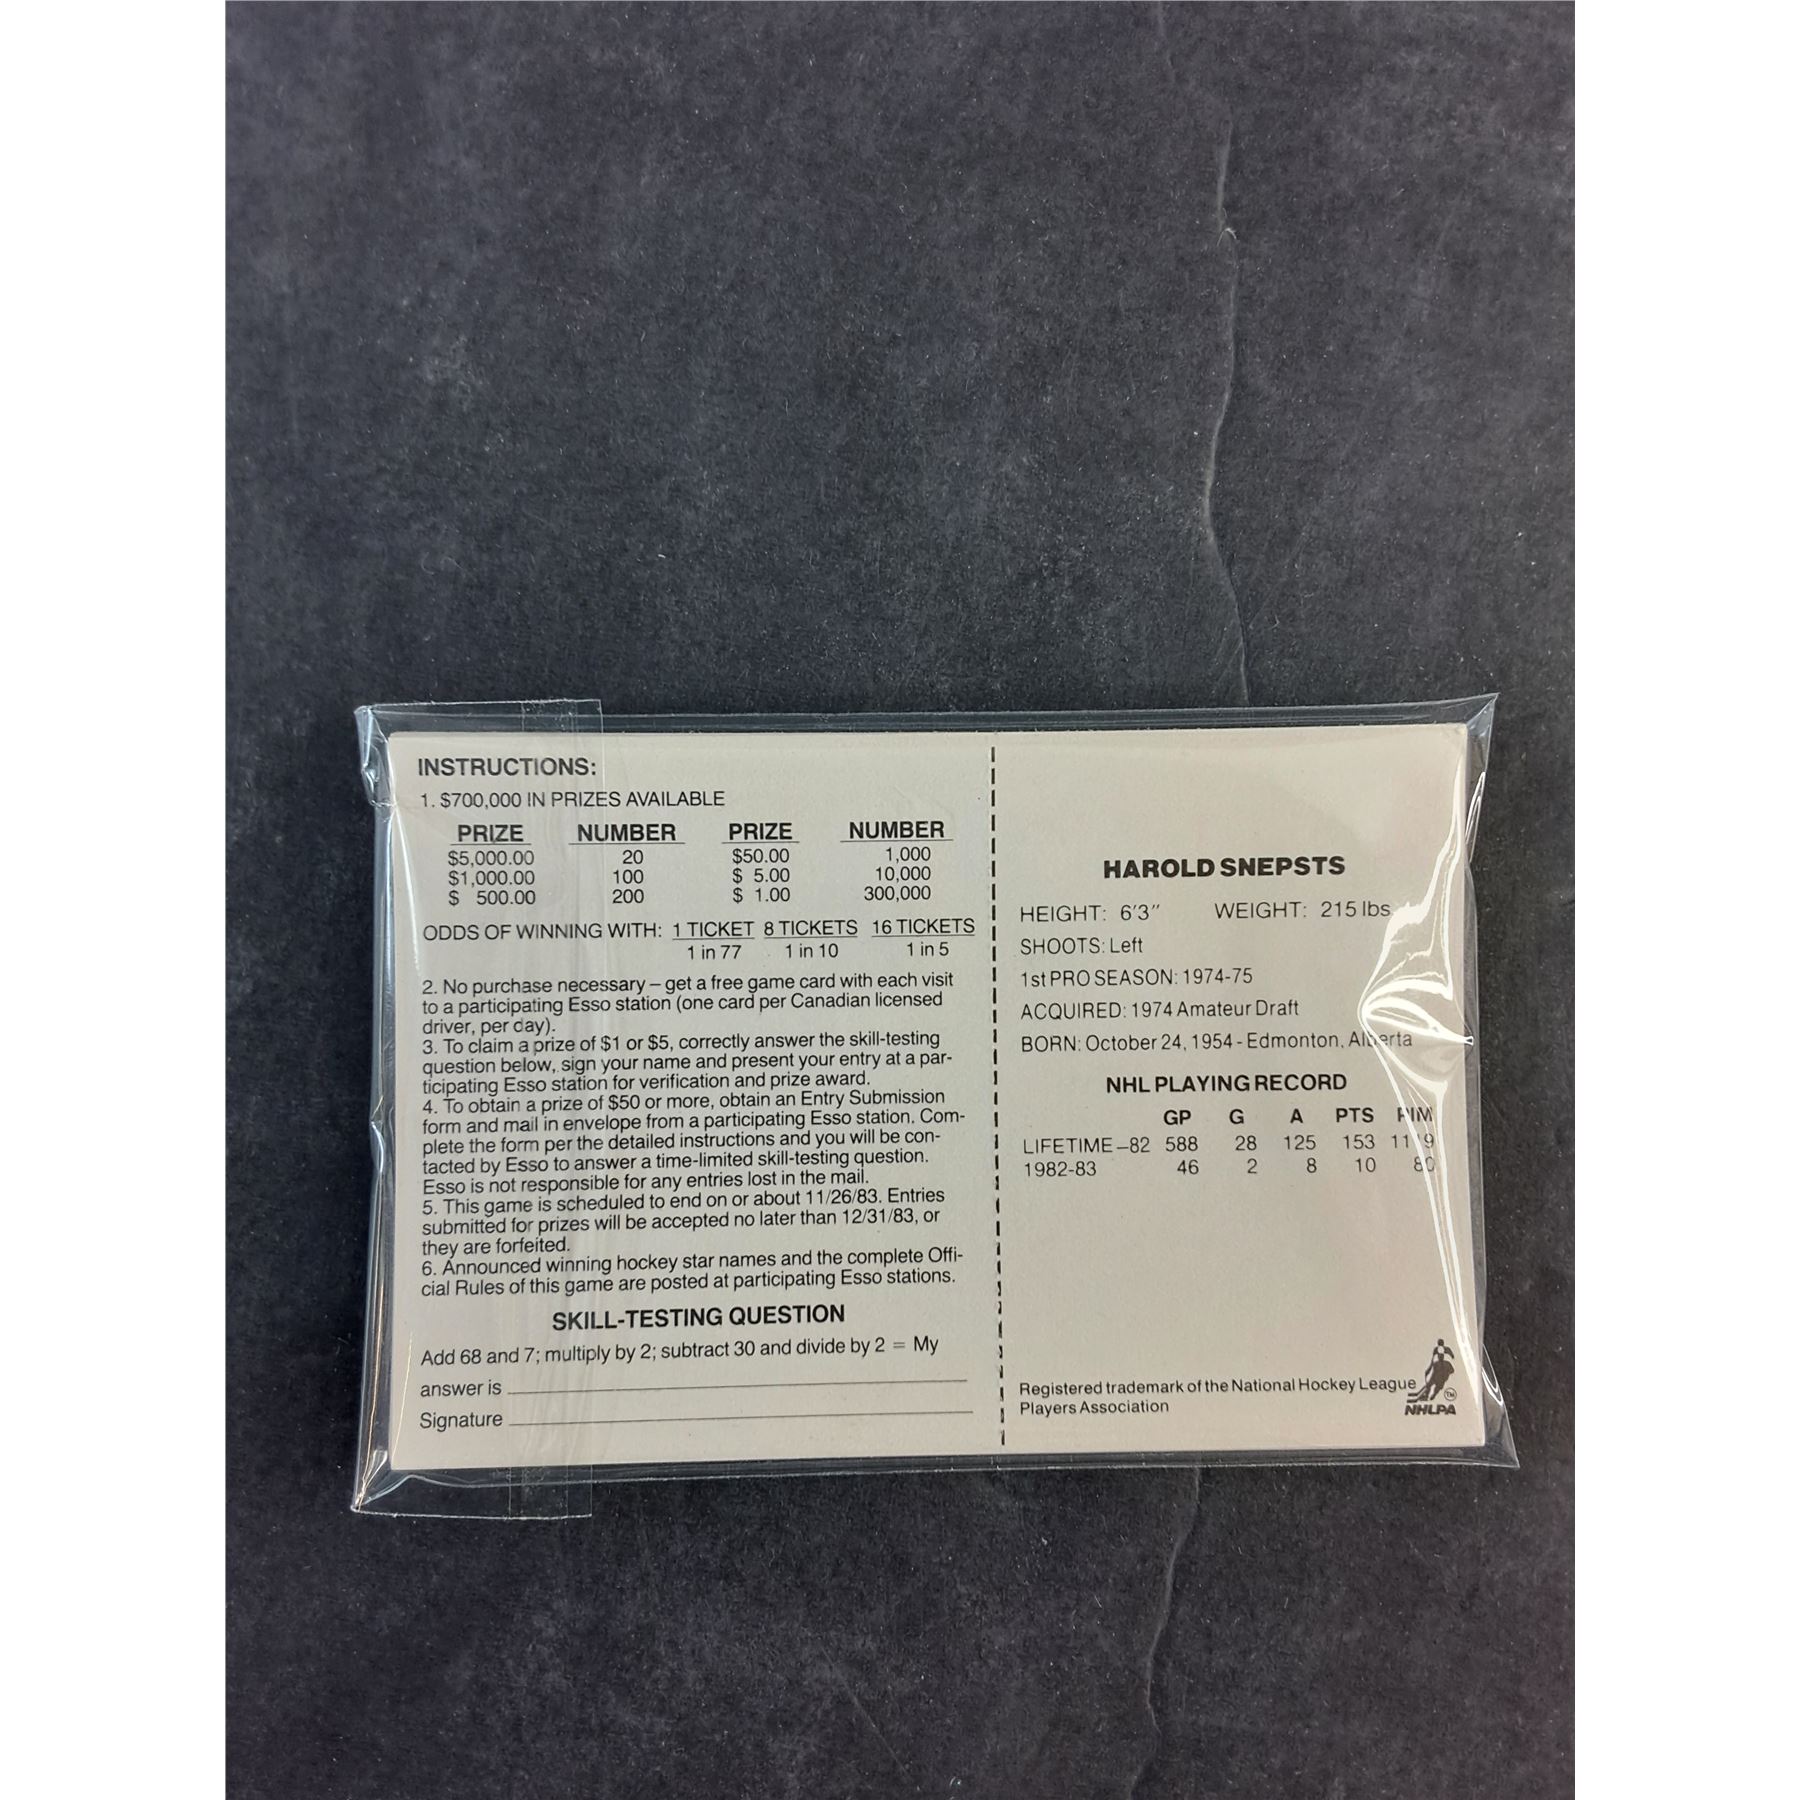 INSTRUCTIONS:
1. $700,000 IN PRIZES AVAILABLE
PRIZE NUMBER PRIZE NUMBER
$5,000.00 20 $50.00 1,000
$1,000.00 100 $ 5.00 10,000
$ 500.00 200 $ 1.00 300,000
ODDS OF WINNING WITH: 1 TICKET 8 TICKETS 16 TICKETS
1 in 77 1 in 10 1 in 5
2. No purchase necessary – get a free game card with each visit
to a participating Esso station (one card per Canadian licensed
driver, per day).
3. To claim a prize of $1 or $5, correctly answer the skill-testing
question below, sign your name and present your entry at a par-
ticipating Esso station for verification and prize award.
4. To obtain a prize of $50 or more, obtain an Entry Submission
form and mail in envelope from a participating Esso station. Com-
plete the form per the detailed instructions and you will be con-
tacted by Esso to answer a time-limited skill-testing question.
Esso is not responsible for any entries lost in the mail.
5. This game is scheduled to end on or about 11/26/83. Entries
submitted for prizes will be accepted no later than 12/31/83, or
they are forfeited.
6. Announced winning hockey star names and the complete Offi-
cial Rules of this game are posted at participating Esso stations.
SKILL-TESTING QUESTION
Add 68 and 7; multiply by 2; subtract 30 and divide by 2 = My
answer is
Signature
HAROLD SNEPSTS
HEIGHT: 6'3" WEIGHT: 215 lbs
SHOOTS: Left
1st PRO SEASON: 1974-75
ACQUIRED: 1974 Amateur Draft
BORN: October 24, 1954 - Edmonton, Alberta
NHL PLAYING RECORD
GP G A PTS PIM
LIFETIME –82 588 28 125 153
1982-83 46 2 8 10 80
Registered trademark of the National Hockey League
Players Association
TM
NHLPA